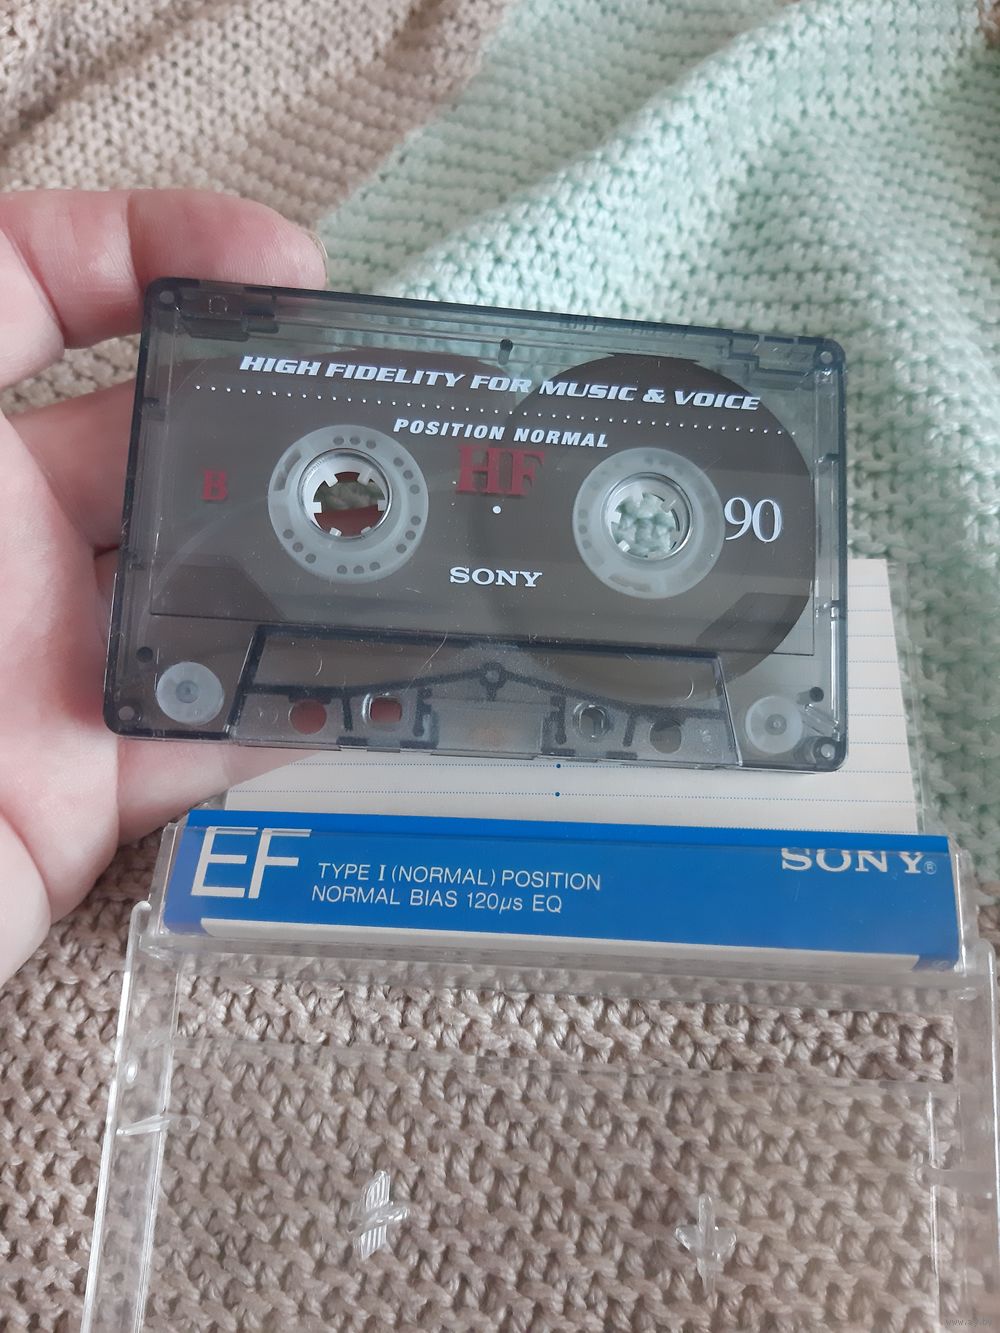 HIGH FIDELITY FOR MUSIC & VOICE
POSITION NORMAL
B
HF
90
SONY
EF
TYPE I (NORMAL) POSITION
NORMAL BIAS 120µs EQ
SONY®